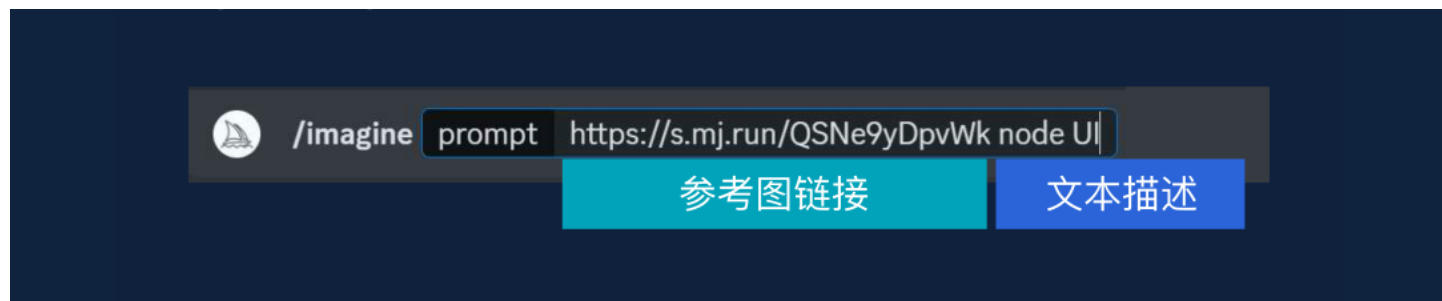 /imagine prompt https://s.mj.run/QSNe9yDpvWk node UI
参考图链接 文本描述